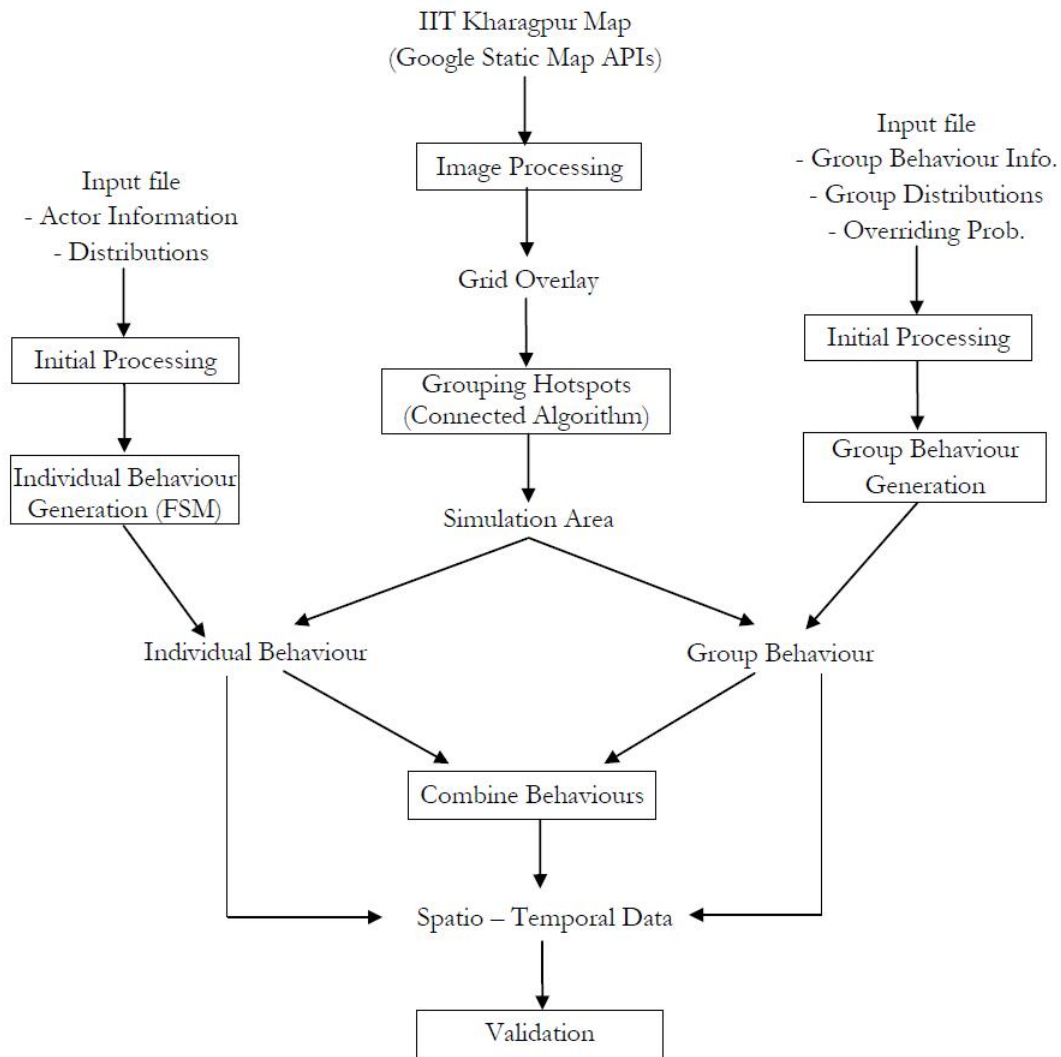 IIT Kharagpur Map
(Google Static Map APIs)
Image Processing
Grid Overlay
Grouping Hotspots
(Connected Algorithm)
Simulation Area
Input file
- Actor Information
- Distributions
Initial Processing
Individual Behaviour
Generation (FSM)
Input file
- Group Behaviour Info.
- Group Distributions
- Overriding Prob.
Initial Processing
Group Behaviour
Generation
Individual Behaviour
Group Behaviour
Combine Behaviours
Spatio – Temporal Data
Validation